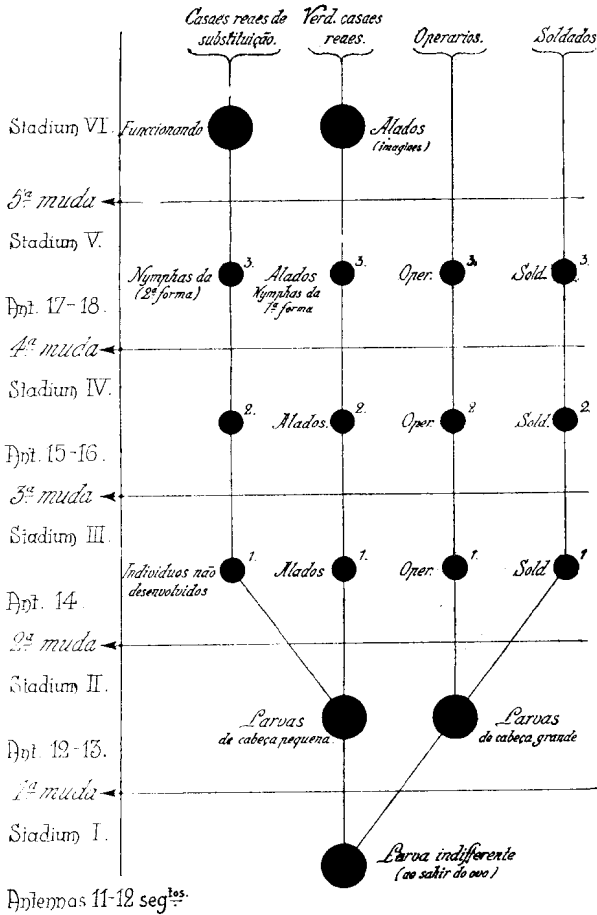 Casaes reaes de
substituição.
Verd. casaes
reaes.
Operarios.
Soldados
Stadium VI.
Funccionando
Alados
(imagines)
5ª muda
Stadium V.
Nymphas da
(2ª forma)
3.
Alados
Nymphas da
1ª forma
3.
Oper.
3.
Sold.
3.
Ant. 17-18.
4ª muda
Stadium IV.
2.
Alados.
2.
Oper.
2
Sold.
2.
Ant. 15-16.
3ª muda
Stadium III.
Individuos não
desenvolvidos
1.
Alados
1.
Oper.
1.
Sold
1
Ant. 14.
2ª muda
Stadium II.
Larvas
de cabeça pequena.
Larvas
de cabeça grande
Ant. 12-13.
1ª muda
Stadium I.
Larva indifferente
(ao sahir do ovo)
Antennas 11-12 segtos.